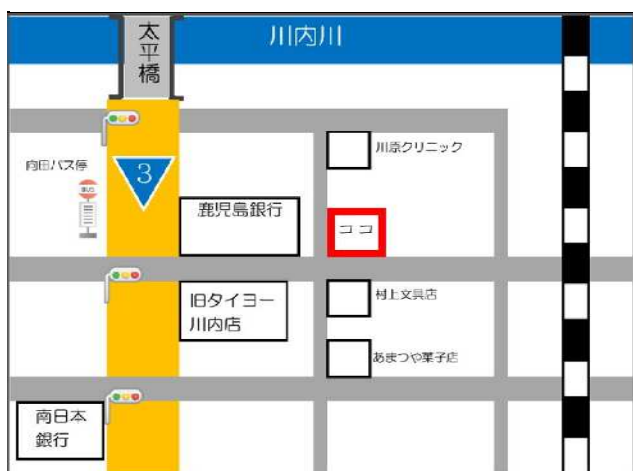 太平橋
川内川
川原クリニック
向田バス停
3
鹿児島銀行
ココ
旧タイヨー
川内店
村上文具店
あまつや菓子店
南日本
銀行